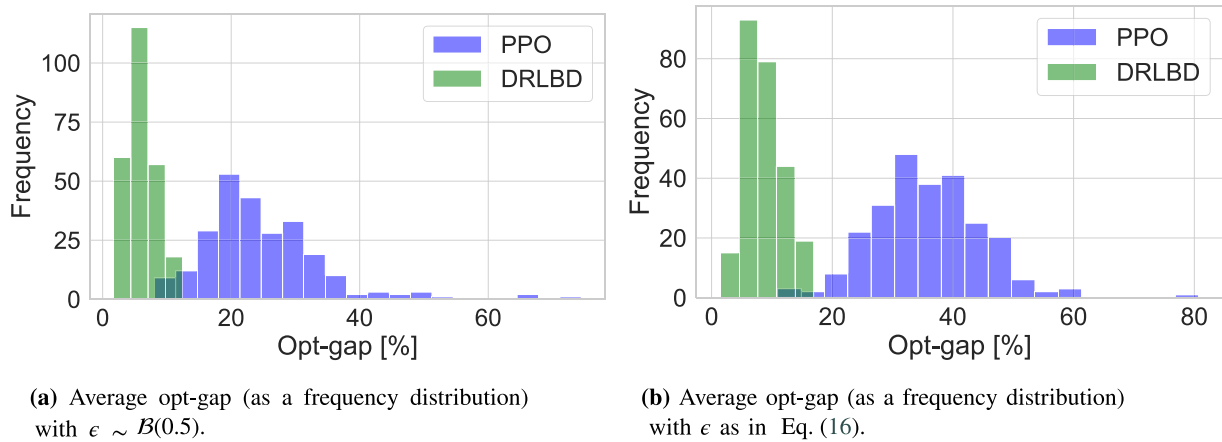 PPO
DRLBD
100
75
50
25
0
Frequency
0 20 40 60
Opt-gap [%]
(a) Average opt-gap (as a frequency distribution)
with ϵ ∼ ℬ(0.5).
PPO
DRLBD
80
60
40
20
0
Frequency
0 20 40 60 80
Opt-gap [%]
(b) Average opt-gap (as a frequency distribution)
with ϵ as in Eq. (16).